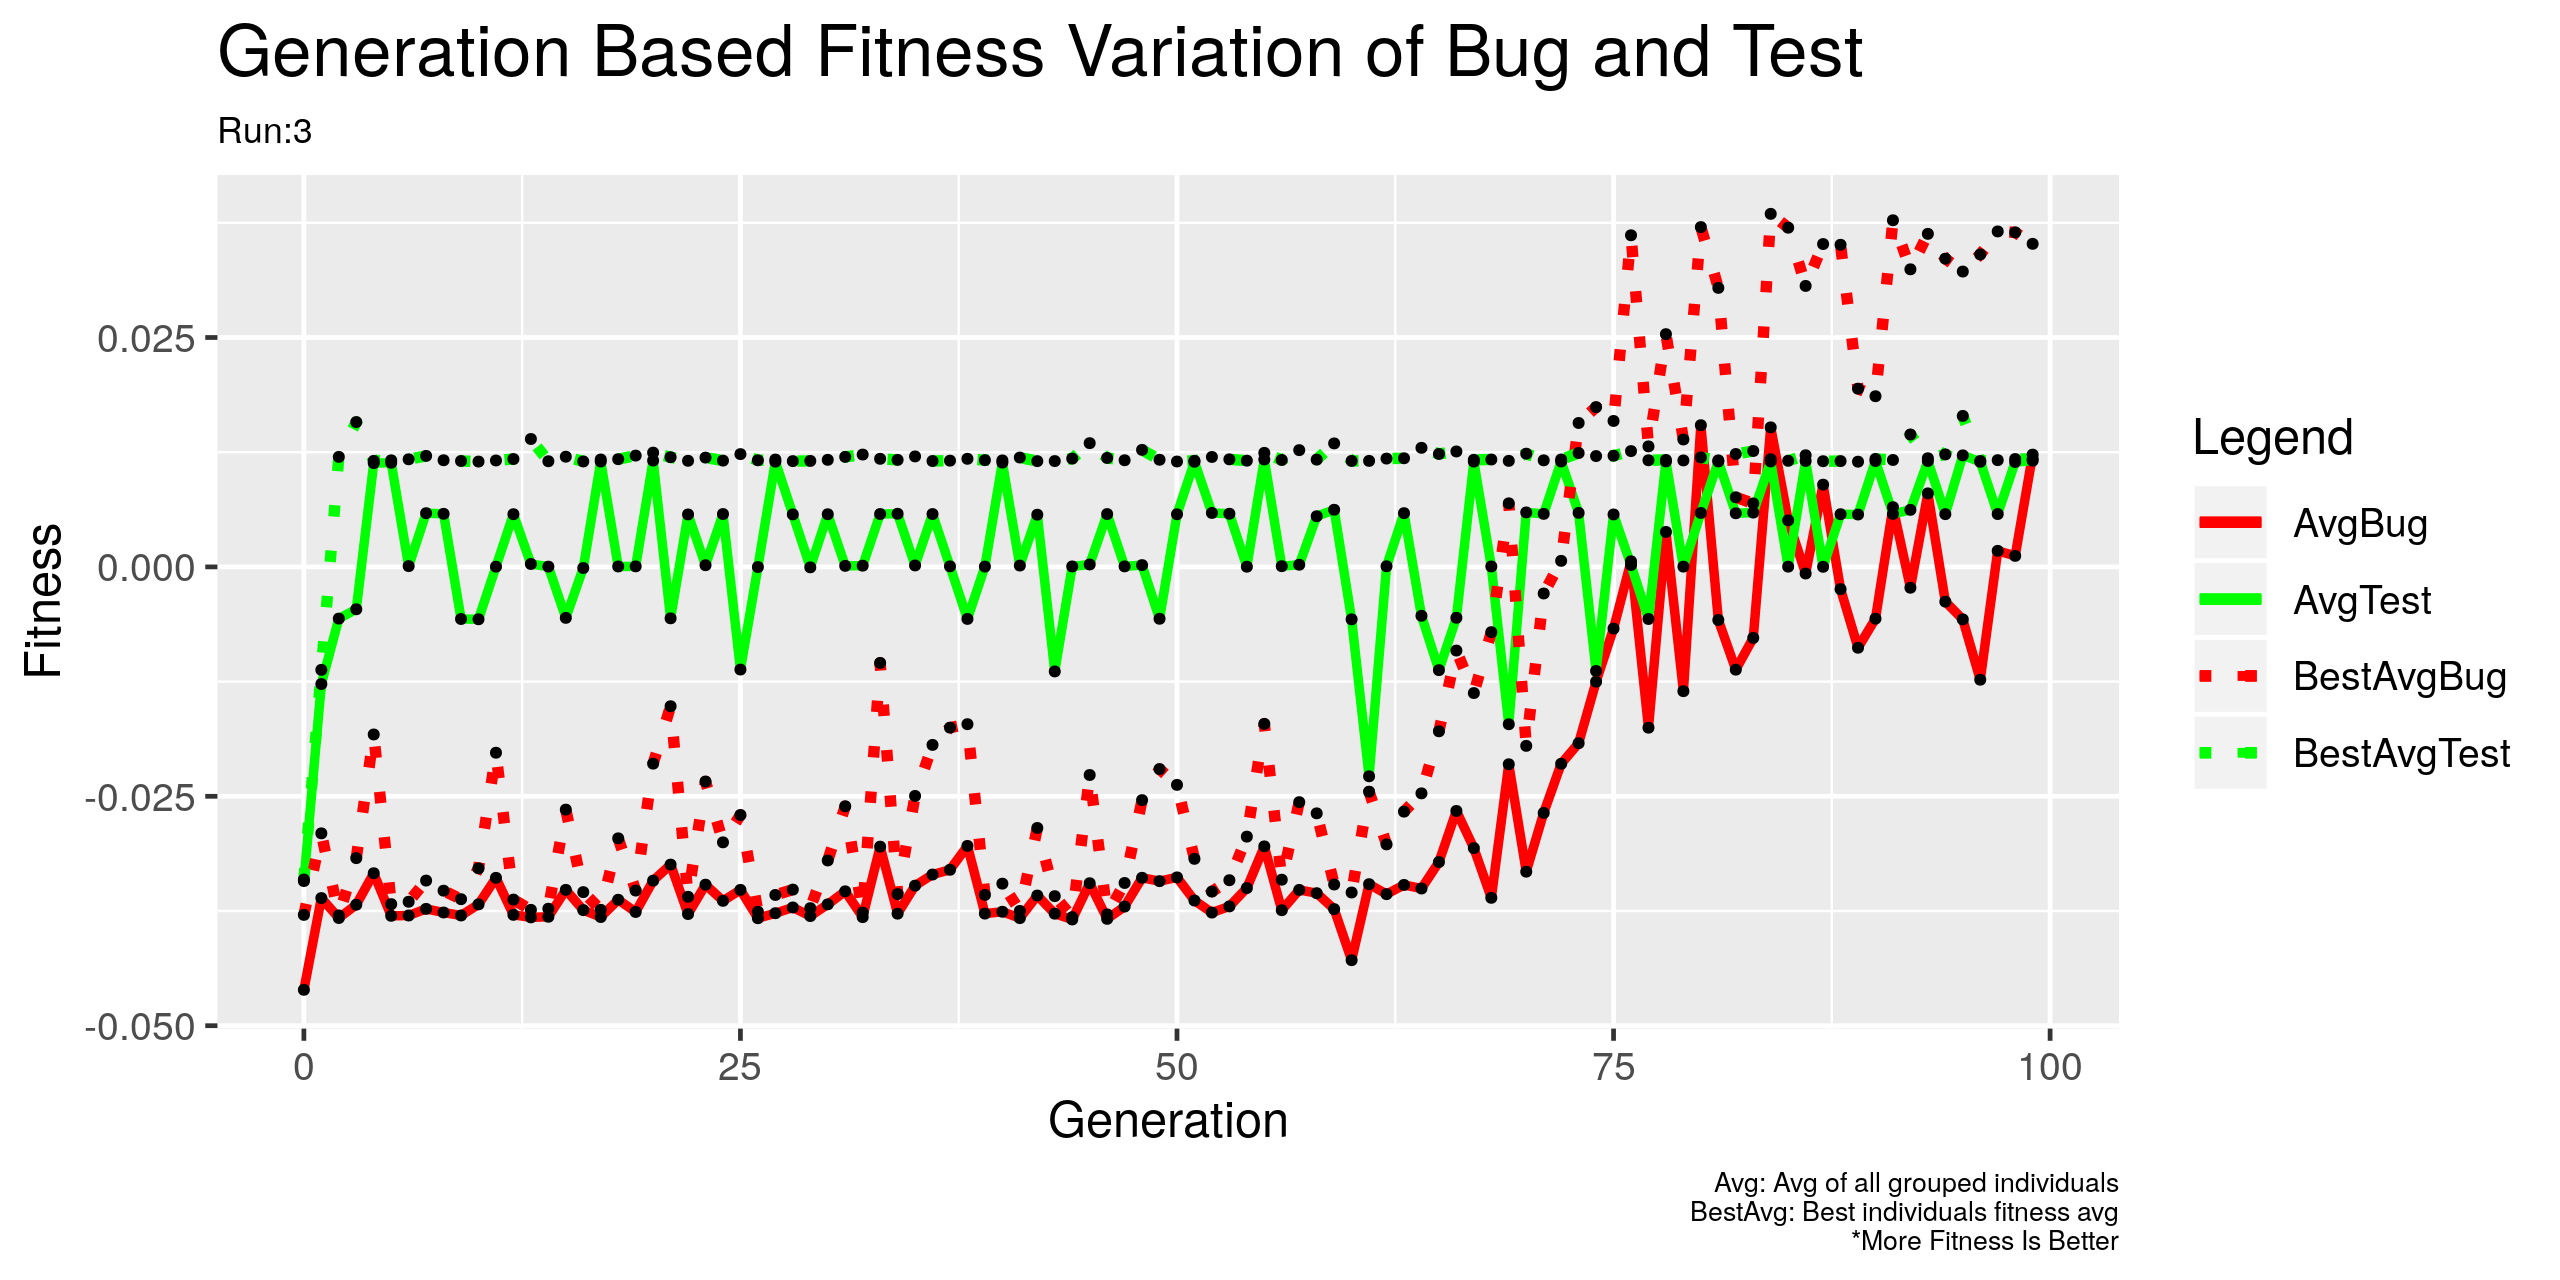 Generation Based Fitness Variation of Bug and Test
Run:3
Fitness
0.025
0.000
-0.025
-0.050
0
25
50
75
100
Generation
Legend
AvgBug
AvgTest
BestAvgBug
BestAvgTest
Avg: Avg of all grouped individuals
BestAvg: Best individuals fitness avg
*More Fitness Is Better